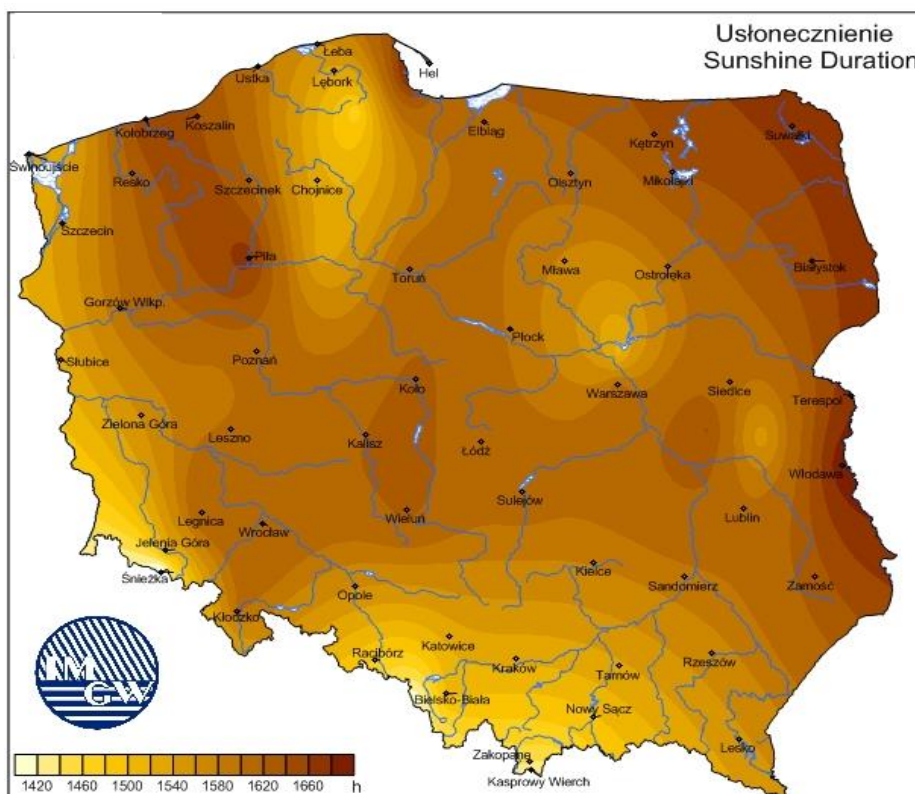 Usłonecznienie
Sunshine Duration
Łeba
Ustka
Lębork
Hel
Koszalin
Kołobrzeg
Elbląg
Kętrzyn
Suwałki
Świnoujście
Resko
Szczecinek
Chojnice
Olsztyn
Mikołajki
Szczecin
Piła
Toruń
Mława
Ostrołęka
Białystok
Gorzów Wlkp.
Płock
Słubice
Poznań
Koło
Warszawa
Siedlce
Terespol
Zielona Góra
Leszno
Kalisz
Łódź
Włodawa
Sulejów
Legnica
Wrocław
Wieluń
Lublin
Jelenia Góra
Śnieżka
Kielce
Sandomierz
Zamość
Opole
Kłodzko
Katowice
Racibórz
Kraków
Tarnów
Rzeszów
Bielsko-Biała
Nowy Sącz
Lesko
Zakopane
Kasprowy Wierch
IM
GW
1420 1460 1500 1540 1580 1620 1660 h